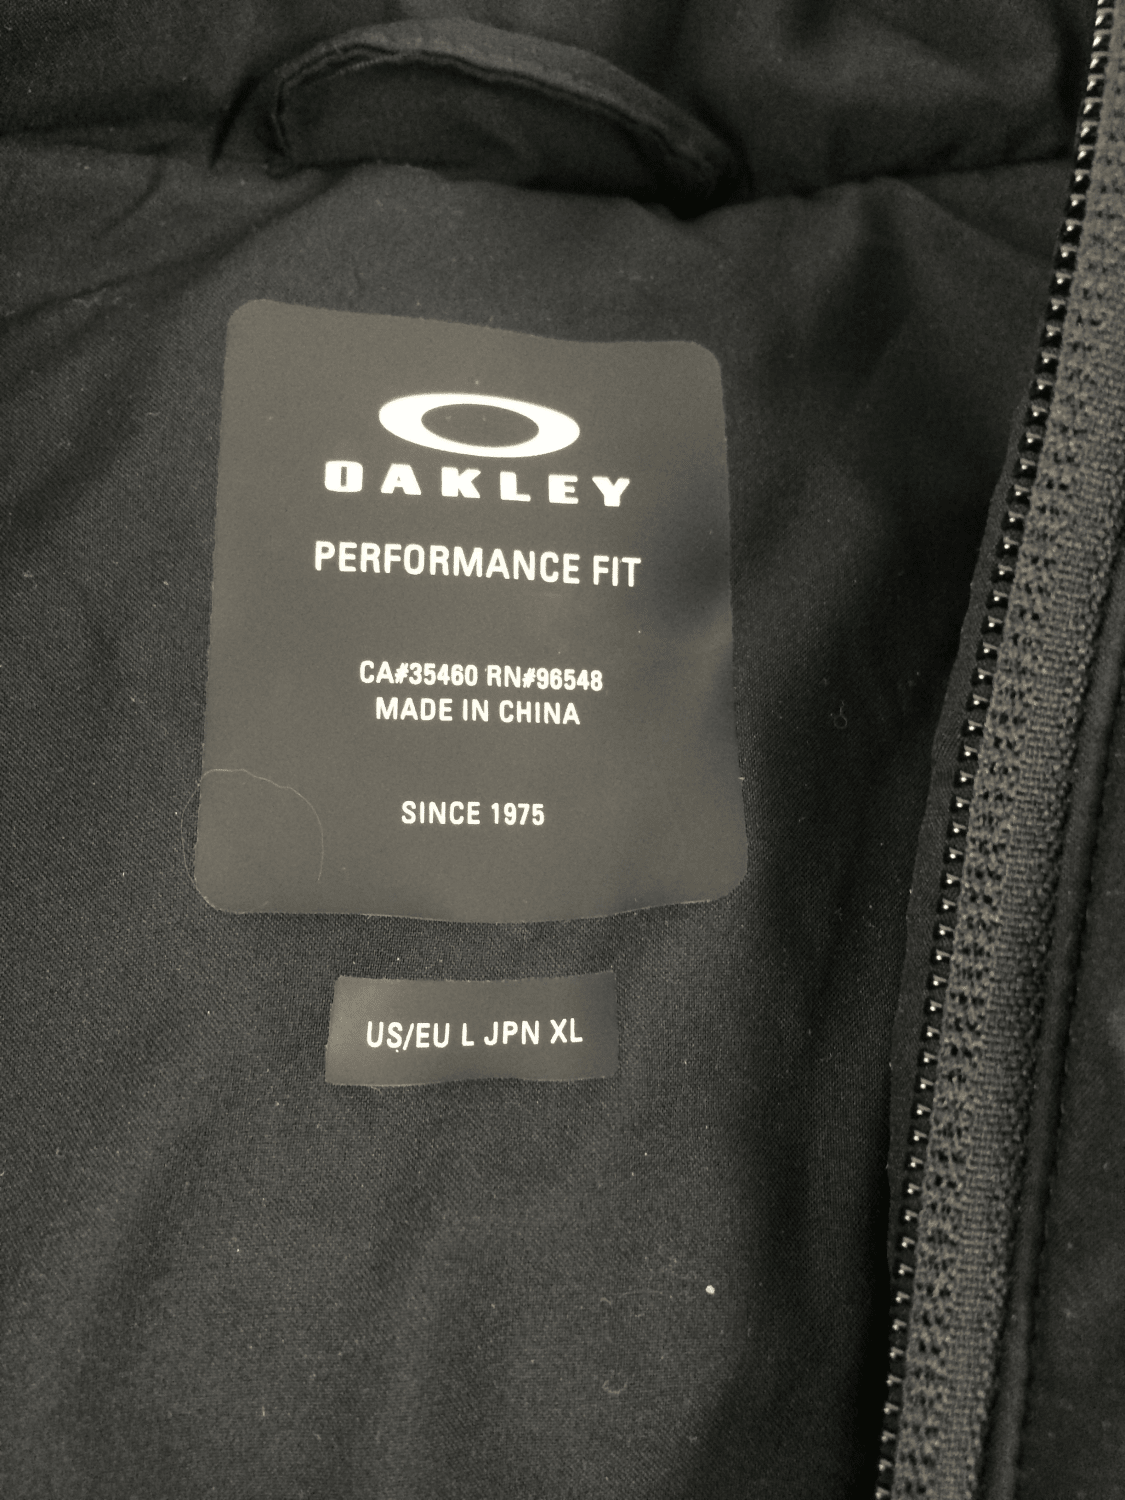 OAKLEY
PERFORMANCE FIT
CA#35460 RN#96548
MADE IN CHINA
SINCE 1975
US/EU L JPN XL